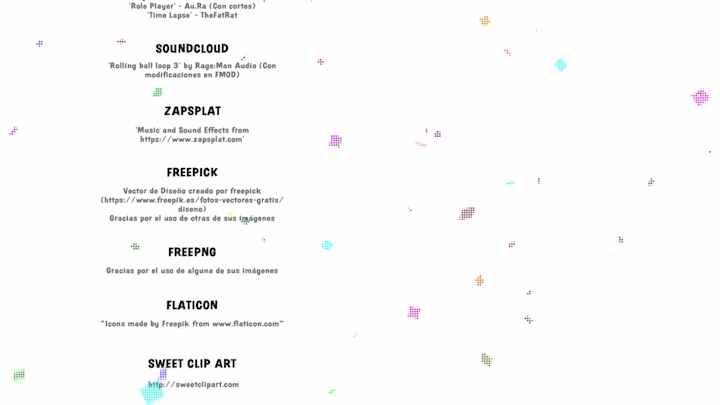 'Role Player' - Au.Ra (Con cortes)
'Time Lapse' - TheFatRat
SOUNDCLOUD
'Rolling ball loop 3' by Rage:Man Audio (Con
modificaciones en FMOD)
ZAPSPLAT
'Music and Sound Effects from
https://www.zapsplat.com'
FREEPICK
Vector de Diseño creado por freepick
(https://www.freepik.es/fotos-vectores-gratis/
diseno)
Gracias por el uso de otras de sus imágenes
FREEPNG
Gracias por el uso de alguna de sus imágenes
FLATICON
"Icons made by Freepik from www.flaticon.com"
SWEET CLIP ART
http://sweetclipart.com